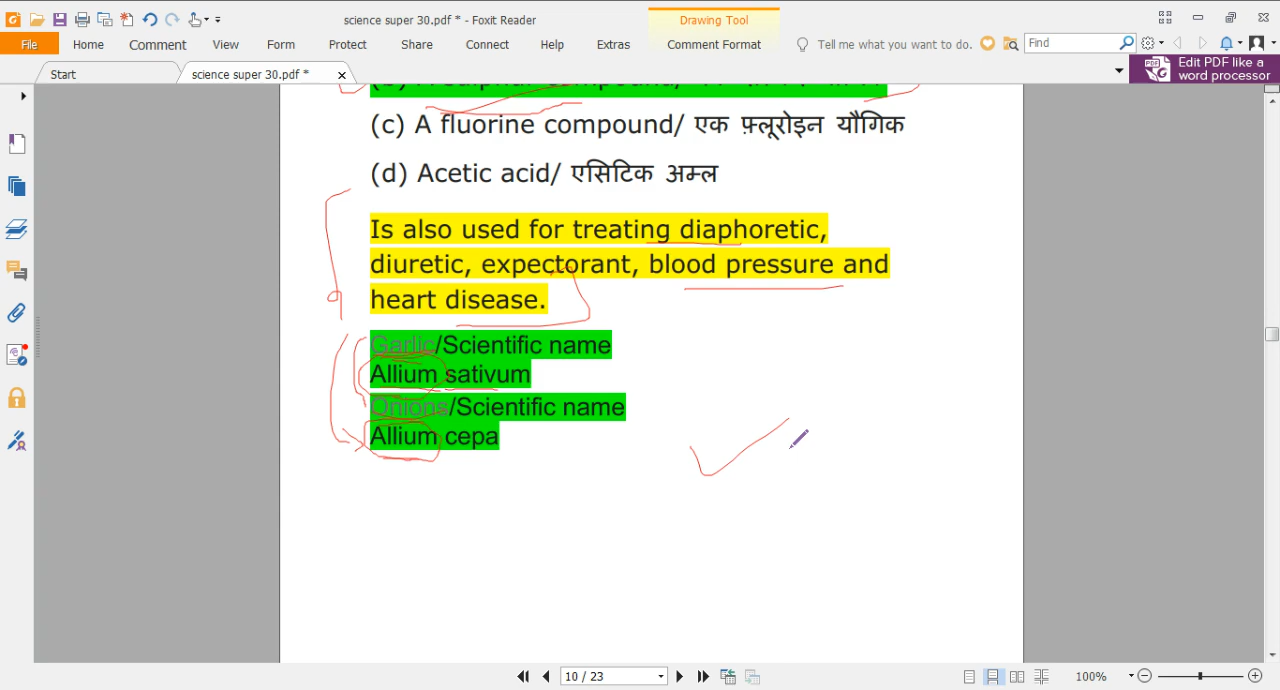 science super 30.pdf * - Foxit Reader
Drawing Tool
File Home Comment View Form Protect Share Connect Help Extras Comment Format Tell me what you want to do. Find
Start science super 30.pdf *
Edit PDF like a
word processor
(c) A fluorine compound/ एक फ़्लूरोइन यौगिक
(d) Acetic acid/ एसिटिक अम्ल
Is also used for treating diaphoretic,
diuretic, expectorant, blood pressure and
heart disease.
Garlic/Scientific name
Allium sativum
Onions/Scientific name
Allium cepa
10 / 23
100%